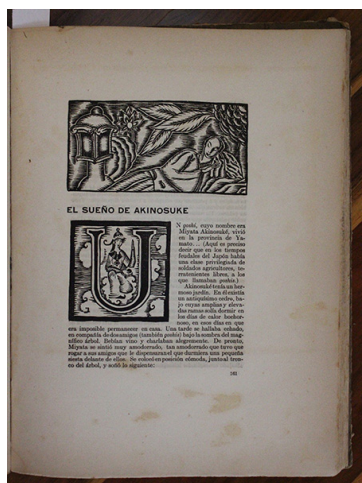 EL SUEÑO DE AKINOSUKE
UN goshi, cuyo nombre era
Miyata Akinosuké, vivió
en la provincia de Ya-
mato... (Aquí es preciso
decir que en los tiempos
feudales del Japón había
una clase privilegiada de
soldados agricultores, te-
rratenientes libres, a los
que llamaban goshis).
Akinosuké tenía un her-
moso jardín. En él existía
un antiquísimo cedro, ba-
jo cuyas amplias y eleva-
das ramas solía dormir en
los días de calor bochor-
noso, en esos días en que
era imposible permanecer en casa. Una tarde se hallaba echado,
en compañía de dos amigos (también goshis) bajo la sombra del mag-
nífico árbol. Bebían vino y charlaban alegremente. De pronto,
Miyata se sintió muy amodorrado, tan amodorrado que tuvo que
rogar a sus amigos que le dispensaran el que durmiera una pequeña
siesta delante de ellos. Se colocó en posición cómoda, junto al tron-
co del árbol, y soñó lo siguiente:
161